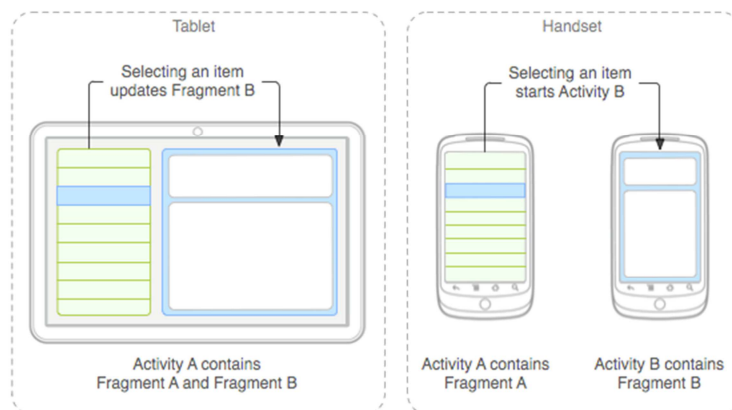 Tablet
Selecting an item
updates Fragment B
Activity A contains
Fragment A and Fragment B
Handset
Selecting an item
starts Activity B
Activity A contains
Fragment A
Activity B contains
Fragment B